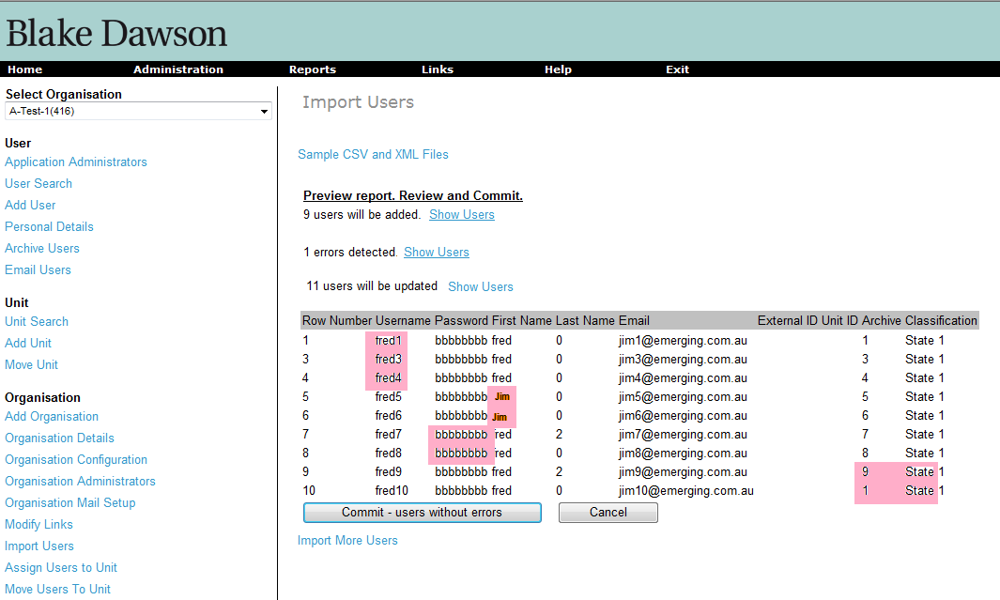 Blake Dawson
Home Administration Reports Links Help Exit
Select Organisation
A-Test-1(416)
User
Application Administrators
User Search
Add User
Personal Details
Archive Users
Email Users
Unit
Unit Search
Add Unit
Move Unit
Organisation
Add Organisation
Organisation Details
Organisation Configuration
Organisation Administrators
Organisation Mail Setup
Modify Links
Import Users
Assign Users to Unit
Move Users To Unit
Import Users
Sample CSV and XML Files
Preview report. Review and Commit.
9 users will be added. Show Users
1 errors detected. Show Users
11 users will be updated Show Users
Row Number Username Password First Name Last Name Email External ID Unit ID Archive Classification
1 fred1 bbbbbbbb fred 0 jim1@emerging.com.au 1 State 1
3 fred3 bbbbbbbb fred 0 jim3@emerging.com.au 3 State 1
4 fred4 bbbbbbbb fred 0 jim4@emerging.com.au 4 State 1
5 fred5 bbbbbbbb Jim 0 jim5@emerging.com.au 5 State 1
6 fred6 bbbbbbbb Jim 0 jim6@emerging.com.au 6 State 1
7 fred7 bbbbbbbb fred 2 jim7@emerging.com.au 7 State 1
8 fred8 bbbbbbbb fred 0 jim8@emerging.com.au 8 State 1
9 fred9 bbbbbbbb fred 2 jim9@emerging.com.au 9 State 1
10 fred10 bbbbbbbb fred 0 jim10@emerging.com.au 1 State 1
Commit - users without errors Cancel
Import More Users